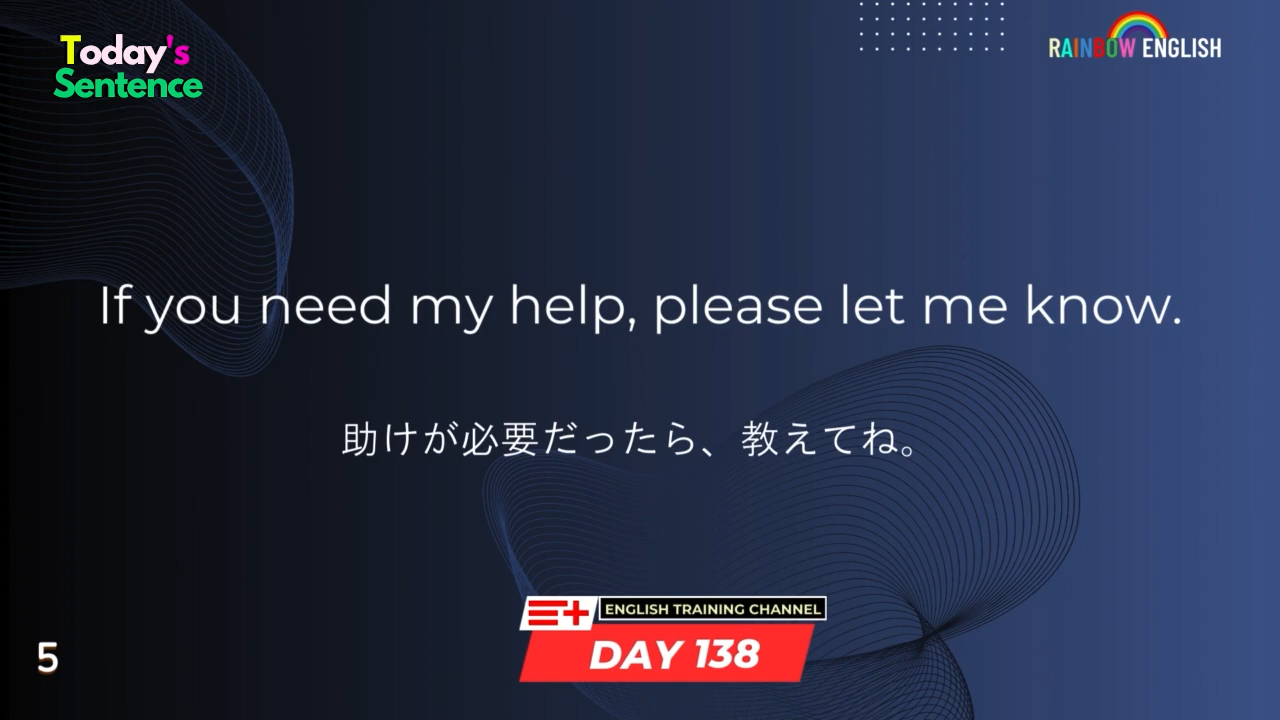 Today's
Sentence
RAINBOW ENGLISH
If you need my help, please let me know.
助けが必要だったら、教えてね。
ENGLISH TRAINING CHANNEL
DAY 138
5